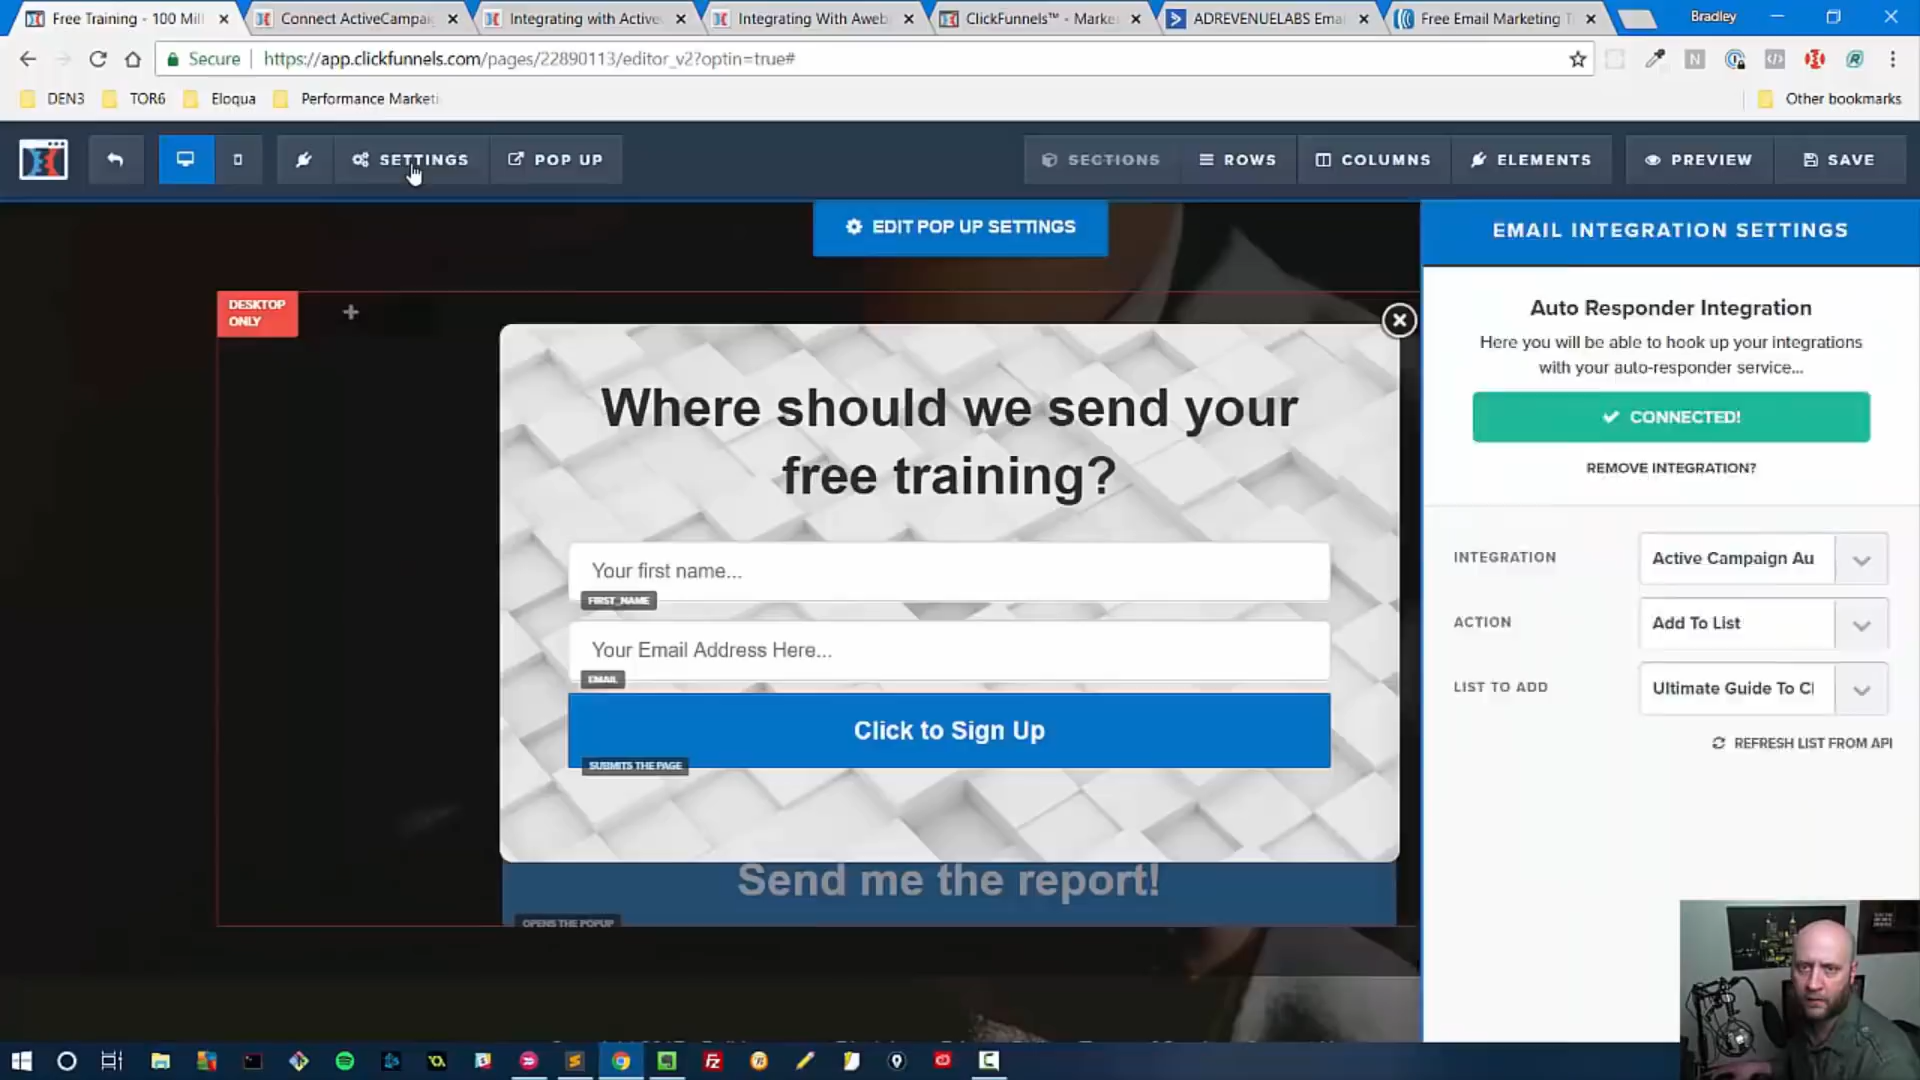 Free Training - 100 Mill
Connect ActiveCampai
Integrating with Active
Integrating With Aweb
ClickFunnels™ - Marke
ADREVENUELABS Ema
Free Email Marketing T
Bradley
Secure
https://app.clickfunnels.com/pages/22890113/editor_v2?optin=true#
DEN3
TOR6
Eloqua
Performance Marketi
Other bookmarks
SETTINGS
POP UP
SECTIONS
ROWS
COLUMNS
ELEMENTS
PREVIEW
SAVE
EDIT POP UP SETTINGS
DESKTOP
ONLY
Where should we send your
free training?
Your first name...
FIRST_NAME
Your Email Address Here...
EMAIL
Click to Sign Up
SUBMITS THE PAGE
Send me the report!
OPENS THE POPUP
EMAIL INTEGRATION SETTINGS
Auto Responder Integration
Here you will be able to hook up your integrations
with your auto-responder service...
CONNECTED!
REMOVE INTEGRATION?
INTEGRATION
Active Campaign Au
ACTION
Add To List
LIST TO ADD
Ultimate Guide To Cl
REFRESH LIST FROM API